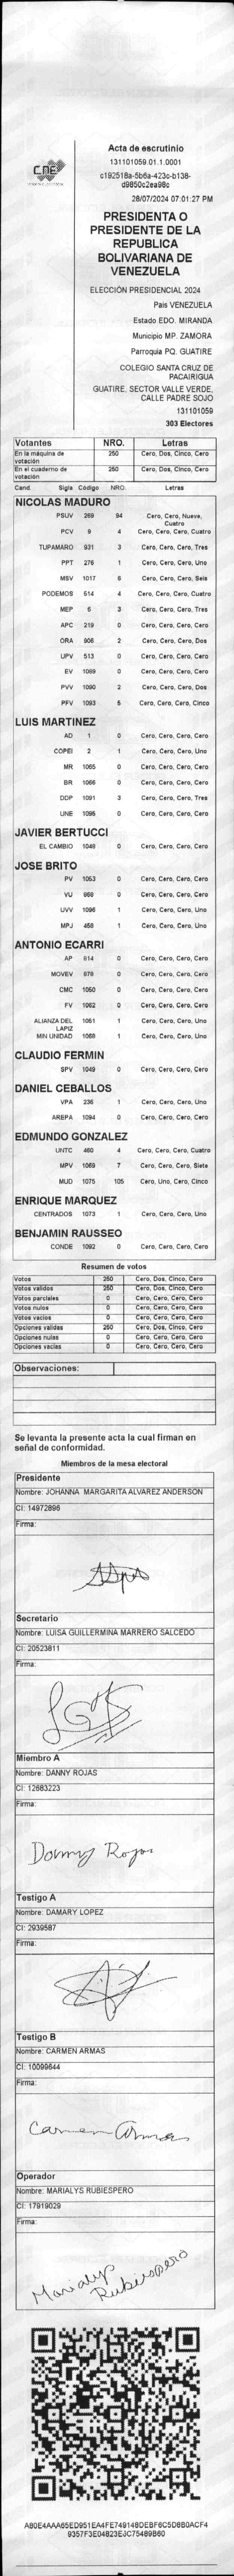 CNE
Acta de escrutinio
131101059.01.1.0001
c192518a-5b6a-423c-b138-
d9850c2ea98c
28/07/2024 07:01:27 PM
PRESIDENTA O
PRESIDENTE DE LA
REPUBLICA
BOLIVARIANA DE
VENEZUELA
ELECCIÓN PRESIDENCIAL 2024
Pais VENEZUELA
Estado EDO. MIRANDA
Municipio MP. ZAMORA
Parroquia PQ. GUATIRE
COLEGIO SANTA CRUZ DE
PACAIRIGUA
GUATIRE, SECTOR VALLE VERDE,
CALLE PADRE SOJO
131101059
303 Electores
Votantes NRO. Letras
En la máquina de votación 250 Cero, Dos, Cinco, Cero
En el cuaderno de votación 250 Cero, Dos, Cinco, Cero
Cand. Sigla Código NRO. Letras
NICOLAS MADURO
PSUV 269 94 Cero, Cero, Nueve, Cuatro
PCV 9 4 Cero, Cero, Cero, Cuatro
TUPAMARO 931 3 Cero, Cero, Cero, Tres
PPT 276 1 Cero, Cero, Cero, Uno
MSV 1017 6 Cero, Cero, Cero, Seis
PODEMOS 614 4 Cero, Cero, Cero, Cuatro
MEP 6 3 Cero, Cero, Cero, Tres
APC 219 0 Cero, Cero, Cero, Cero
ORA 906 2 Cero, Cero, Cero, Dos
UPV 513 0 Cero, Cero, Cero, Cero
EV 1089 0 Cero, Cero, Cero, Cero
PVV 1090 2 Cero, Cero, Cero, Dos
PFV 1093 5 Cero, Cero, Cero, Cinco
LUIS MARTINEZ
AD 1 0 Cero, Cero, Cero, Cero
COPEI 2 1 Cero, Cero, Cero, Uno
MR 1065 0 Cero, Cero, Cero, Cero
BR 1066 0 Cero, Cero, Cero, Cero
DDP 1091 3 Cero, Cero, Cero, Tres
UNE 1095 0 Cero, Cero, Cero, Cero
JAVIER BERTUCCI
EL CAMBIO 1048 0 Cero, Cero, Cero, Cero
JOSE BRITO
PV 1053 0 Cero, Cero, Cero, Cero
VU 868 0 Cero, Cero, Cero, Cero
UVV 1096 1 Cero, Cero, Cero, Uno
MPJ 458 1 Cero, Cero, Cero, Uno
ANTONIO ECARRI
AP 814 0 Cero, Cero, Cero, Cero
MOVEV 878 0 Cero, Cero, Cero, Cero
CMC 1050 0 Cero, Cero, Cero, Cero
FV 1062 0 Cero, Cero, Cero, Cero
ALIANZA DEL LAPIZ 1051 1 Cero, Cero, Cero, Uno
MIN UNIDAD 1088 1 Cero, Cero, Cero, Uno
CLAUDIO FERMIN
SPV 1049 0 Cero, Cero, Cero, Cero
DANIEL CEBALLOS
VPA 236 1 Cero, Cero, Cero, Uno
AREPA 1094 0 Cero, Cero, Cero, Cero
EDMUNDO GONZALEZ
UNTC 460 4 Cero, Cero, Cero, Cuatro
MPV 1069 7 Cero, Cero, Cero, Siete
MUD 1075 105 Cero, Uno, Cero, Cinco
ENRIQUE MARQUEZ
CENTRADOS 1073 1 Cero, Cero, Cero, Uno
BENJAMIN RAUSSEO
CONDE 1092 0 Cero, Cero, Cero, Cero
Resumen de votos
Votos 250 Cero, Dos, Cinco, Cero
Votos validos 250 Cero, Dos, Cinco, Cero
Votos parciales 0 Cero, Cero, Cero, Cero
Votos nulos 0 Cero, Cero, Cero, Cero
Votos vacios 0 Cero, Cero, Cero, Cero
Opciones validas 250 Cero, Dos, Cinco, Cero
Opciones nulas 0 Cero, Cero, Cero, Cero
Opciones vacias 0 Cero, Cero, Cero, Cero
Observaciones:
Se levanta la presente acta la cual firman en
señal de conformidad.
Miembros de la mesa electoral
Presidente
Nombre: JOHANNA MARGARITA ALVAREZ ANDERSON
CI: 14972896
Firma:
Secretario
Nombre: LUISA GUILLERMINA MARRERO SALCEDO
CI: 20523811
Firma:
Miembro A
Nombre: DANNY ROJAS
CI: 12683223
Firma:
Danny Rojas
Testigo A
Nombre: DAMARY LOPEZ
CI: 2939587
Firma:
Testigo B
Nombre: CARMEN ARMAS
CI: 10099644
Firma:
Carmen Armas
Operador
Nombre: MARIALYS RUBIESPERO
CI: 17919029
Firma:
Marialys
Rubiespero
A80E4AAA65ED951EA4FE749148DEBF6C5D8B0ACF4
9357F3E04823E3C75489B60